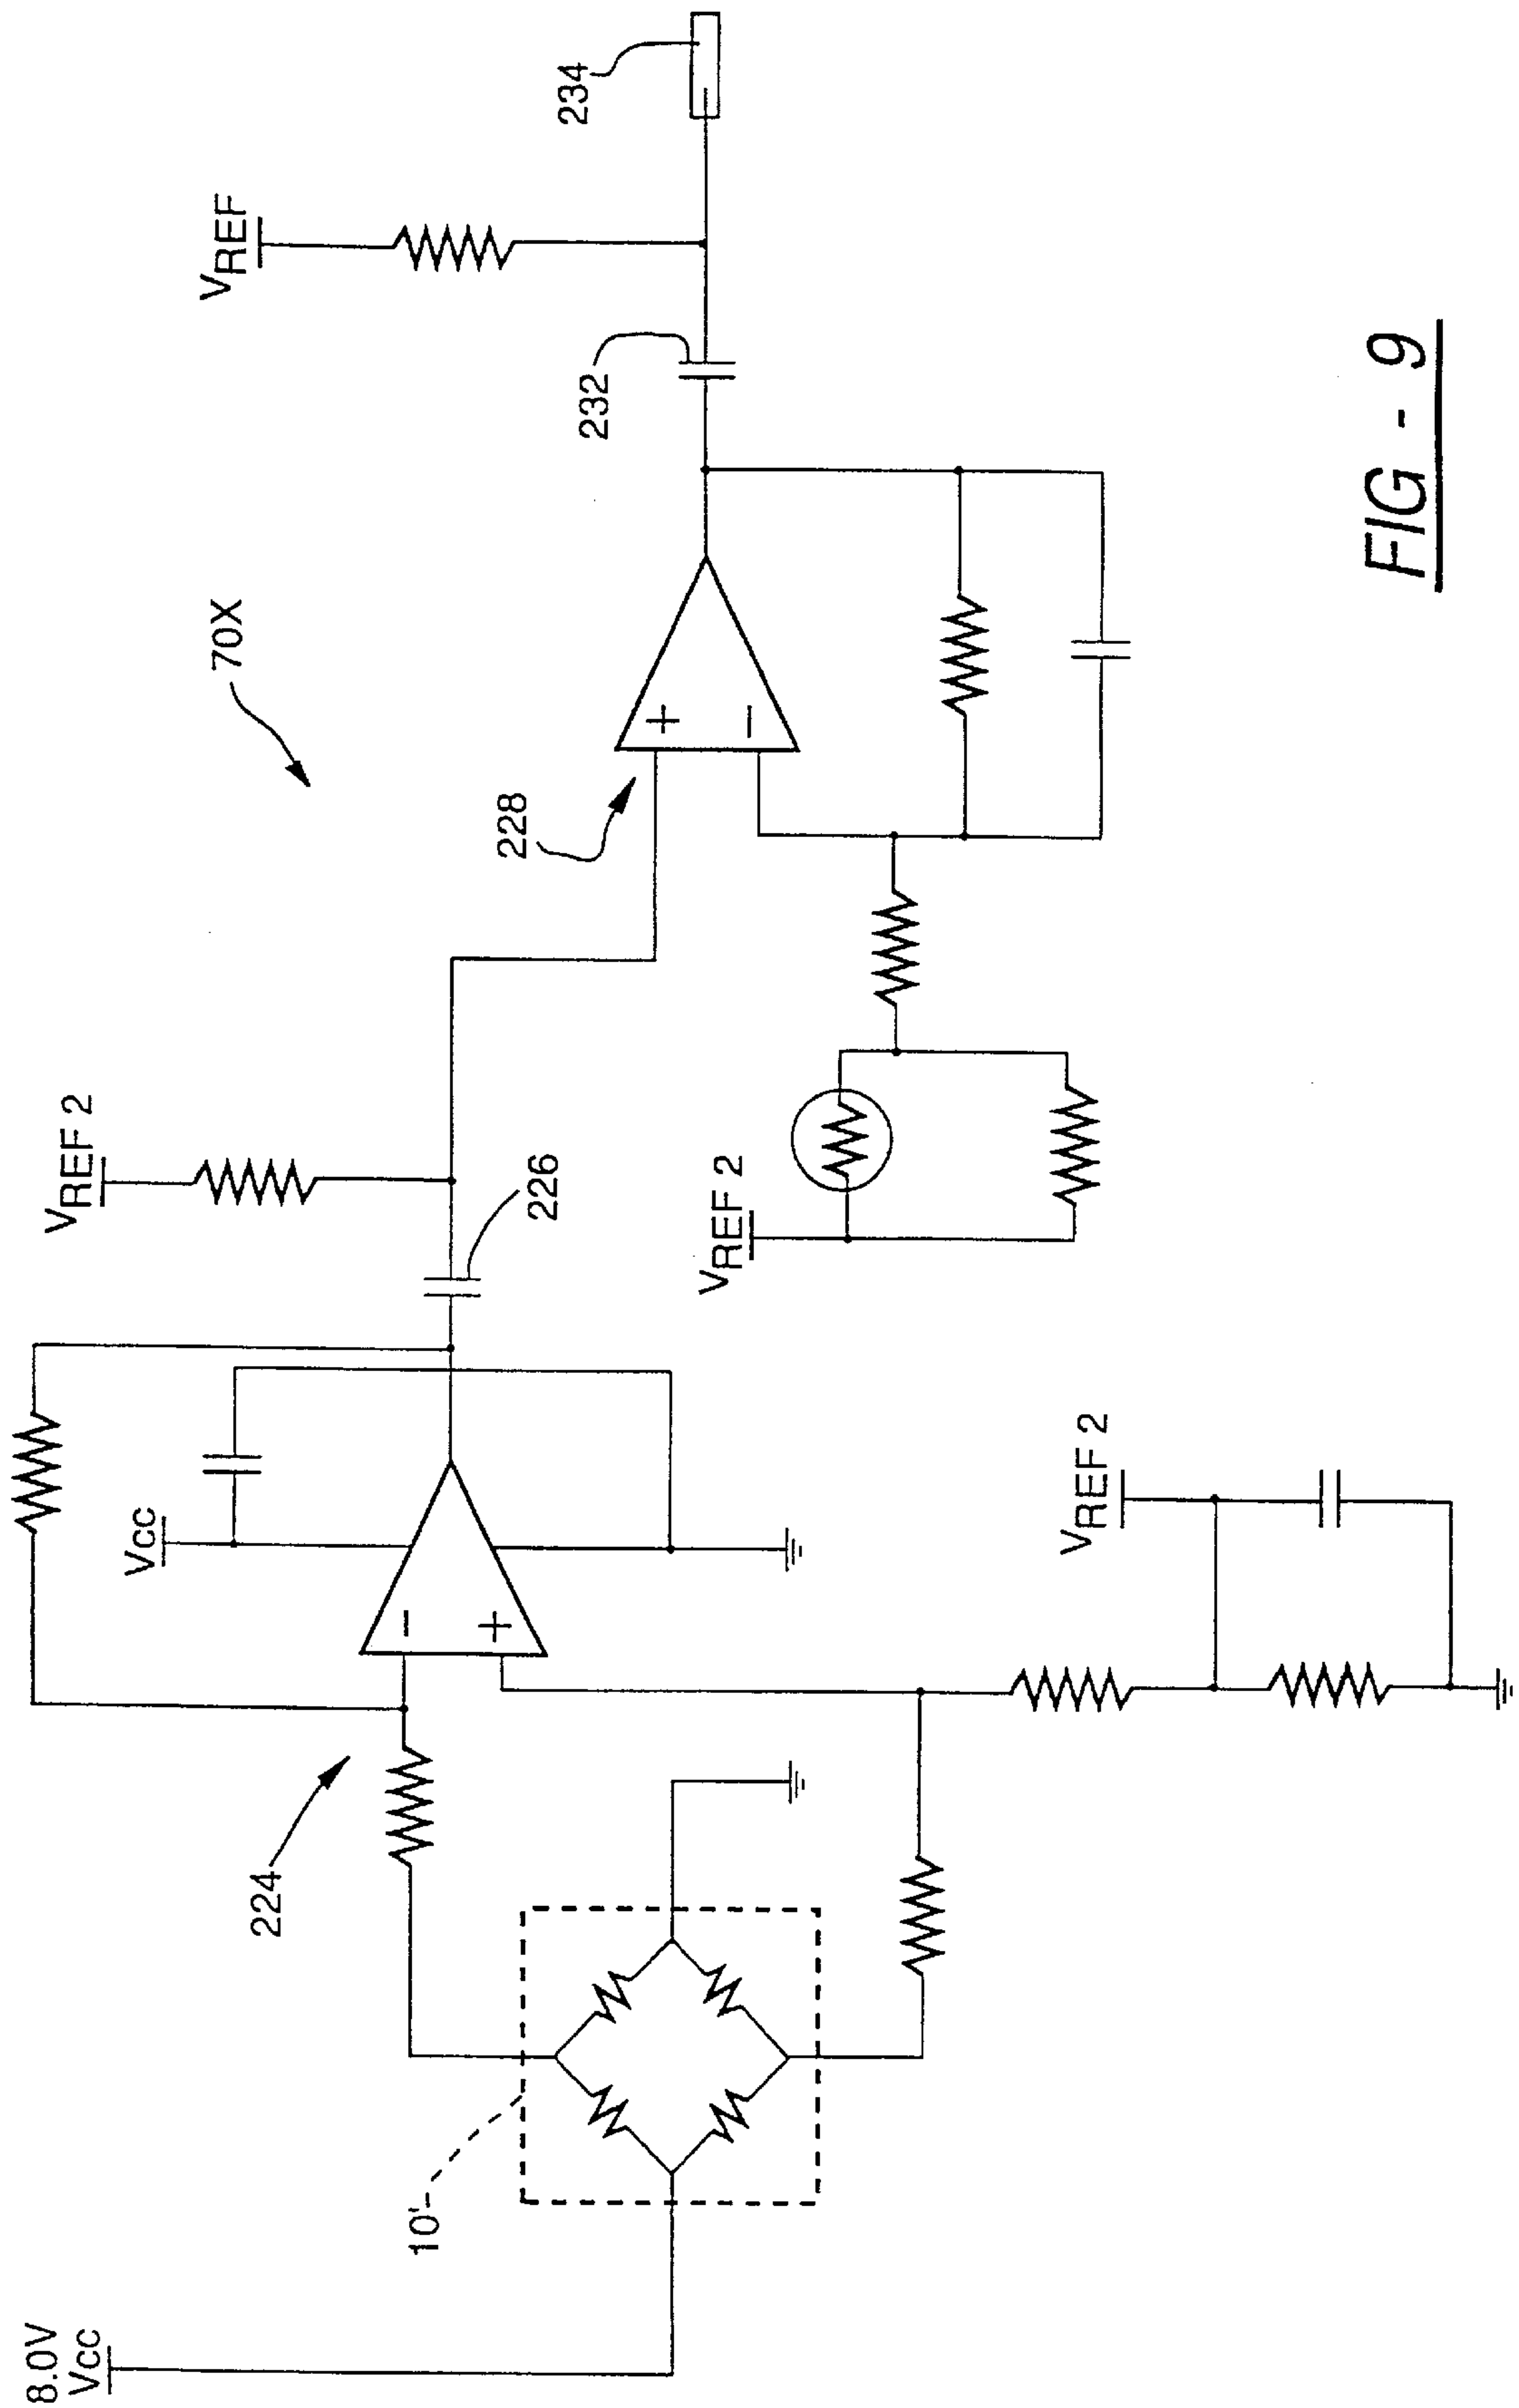 8.0V
Vcc
10'
224
Vcc
VREF 2
226
VREF 2
VREF 2
70X
228
232
VREF
234
FIG - 9
-
+
+
-